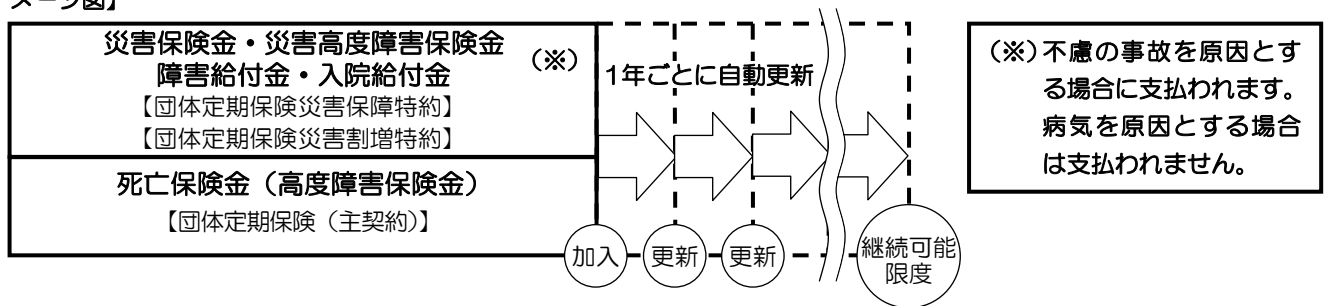 メージ図】
災害保険金・災害高度障害保険金
障害給付金・入院給付金
（※）
【団体定期保険災害保障特約】
【団体定期保険災害割増特約】
死亡保険金（高度障害保険金）
【団体定期保険（主契約）】
1年ごとに自動更新
加入
更新
更新
継続可能
限度
（※）不慮の事故を原因とす
る場合に支払われます。
病気を原因とする場合
は支払われません。